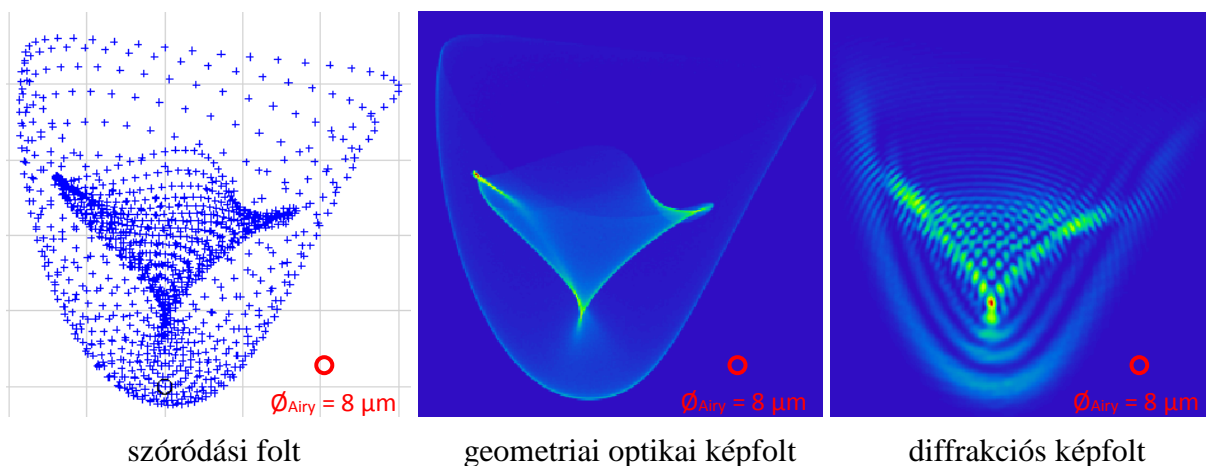 ØAiry = 8 μm
ØAiry = 8 μm
ØAiry = 8 μm
szóródási folt
geometriai optikai képfolt
diffrakciós képfolt